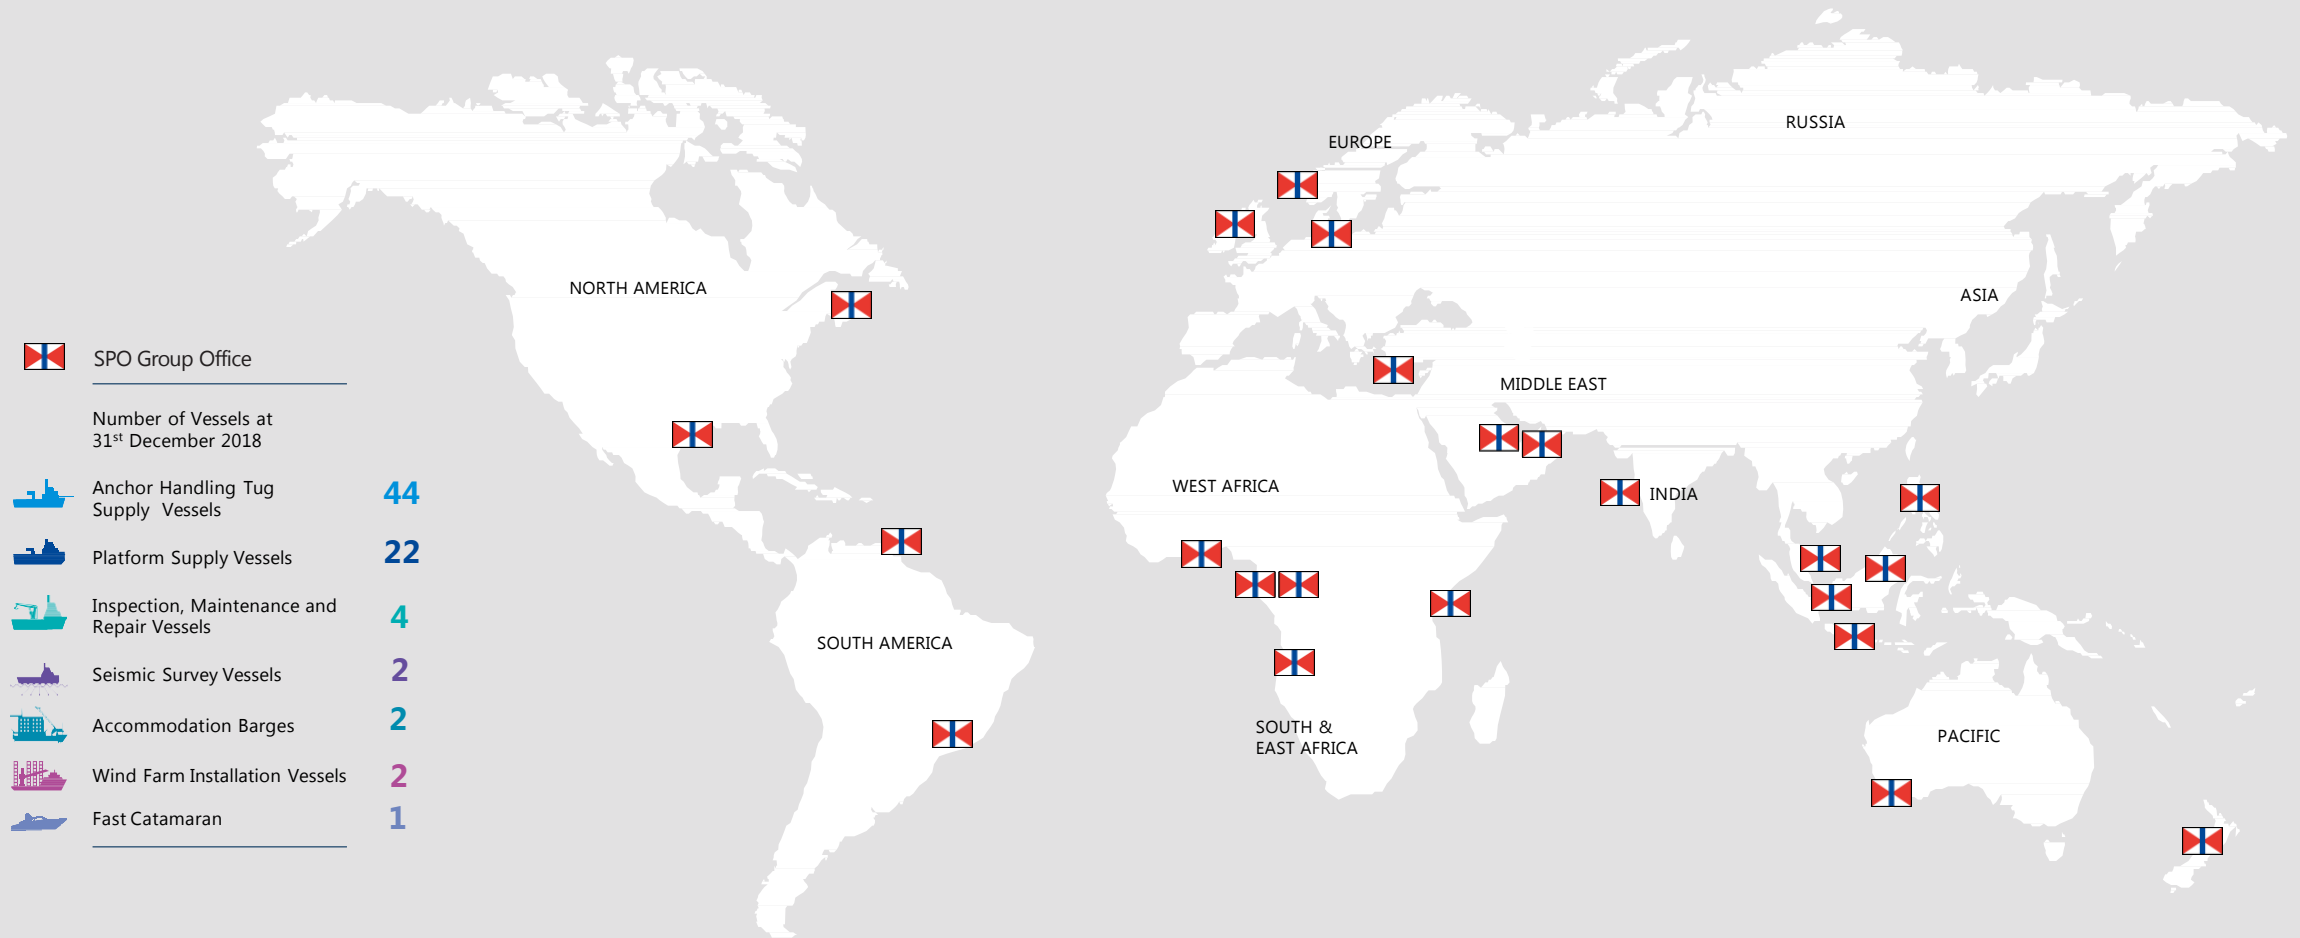 RUSSIA
EUROPE
NORTH AMERICA
ASIA
SPO Group Office
MIDDLE EAST
Number of Vessels at
31st December 2018
WEST AFRICA
INDIA
Anchor Handling Tug
Supply Vessels
44
Platform Supply Vessels
22
Inspection, Maintenance and
Repair Vessels
4
SOUTH AMERICA
Seismic Survey Vessels
2
Accommodation Barges
2
SOUTH &
EAST AFRICA
PACIFIC
Wind Farm Installation Vessels
2
Fast Catamaran
1